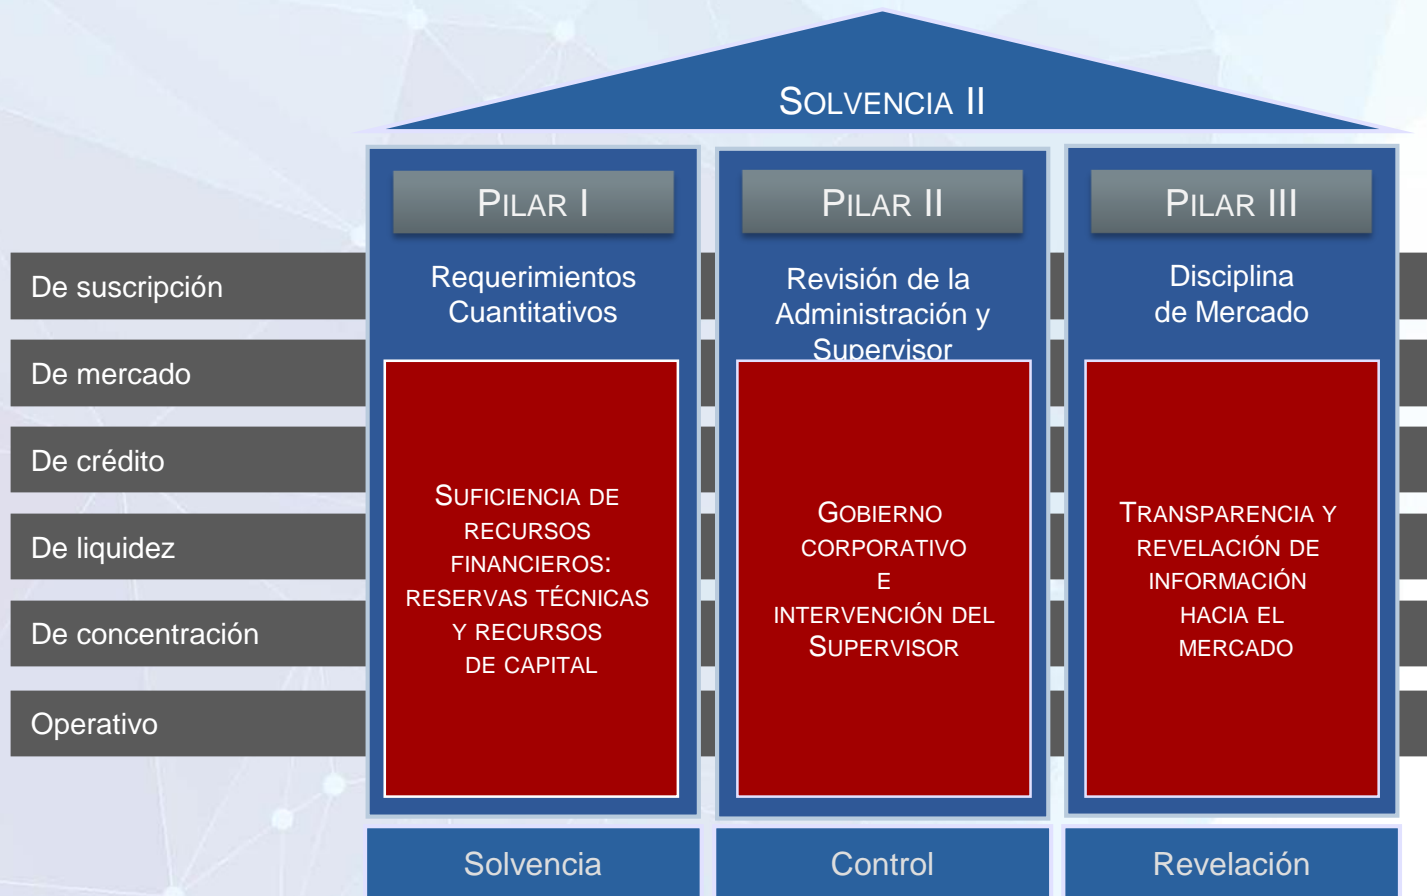 SOLVENCIA II
PILAR I
Requerimientos
Cuantitativos
SUFICIENCIA DE
RECURSOS
FINANCIEROS:
RESERVAS TÉCNICAS
Y RECURSOS
DE CAPITAL
Solvencia
PILAR II
Revisión de la
Administración y
Supervisor
GOBIERNO
CORPORATIVO
E
INTERVENCIÓN DEL
SUPERVISOR
Control
PILAR III
Disciplina
de Mercado
TRANSPARENCIA Y
REVELACIÓN DE
INFORMACIÓN
HACIA EL
MERCADO
Revelación
De suscripción
De mercado
De crédito
De liquidez
De concentración
Operativo